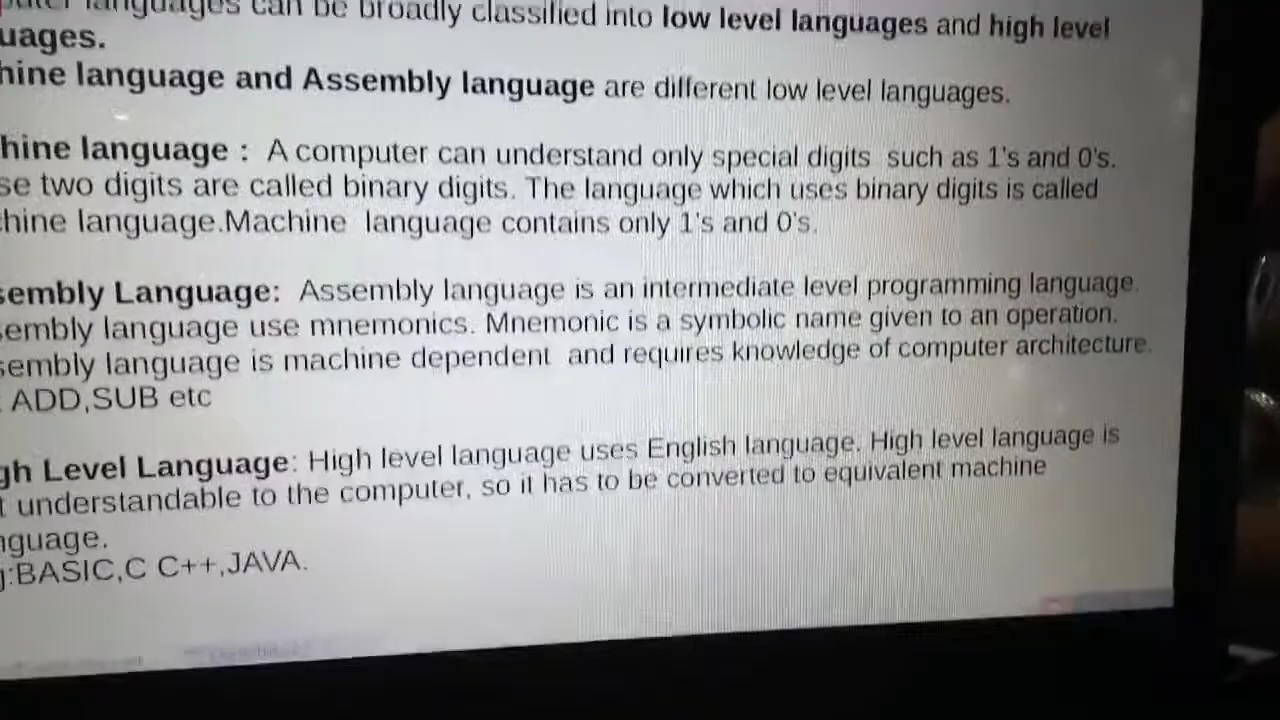 languages can be broadly classified into low level languages and high level
uages.
hine language and Assembly language are different low level languages.
hine language : A computer can understand only special digits such as 1's and 0's.
se two digits are called binary digits. The language which uses binary digits is called
hine language.Machine language contains only 1's and 0's.
sembly Language: Assembly language is an intermediate level programming language.
sembly language use mnemonics. Mnemonic is a symbolic name given to an operation.
sembly language is machine dependent and requires knowledge of computer architecture.
ADD,SUB etc
gh Level Language: High level language uses English language. High level language is
t understandable to the computer, so it has to be converted to equivalent machine
nguage.
g:BASIC,C C++,JAVA.